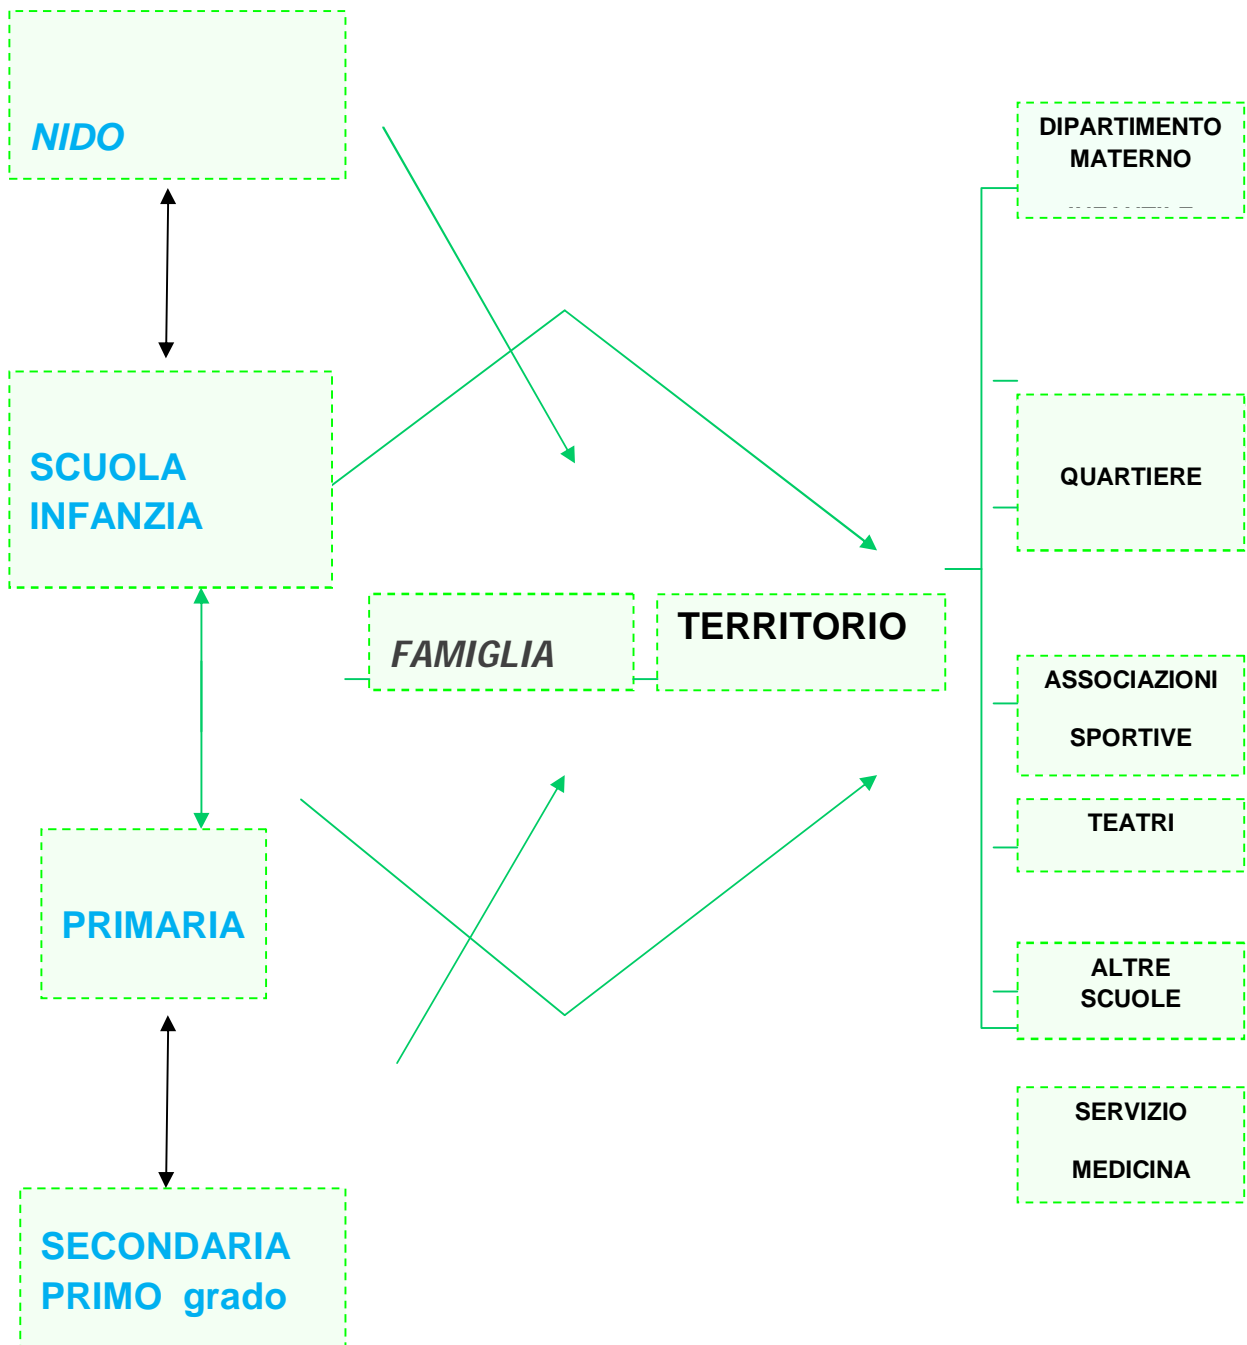 NIDO
DIPARTIMENTO
MATERNO
SCUOLA
INFANZIA
QUARTIERE
FAMIGLIA
TERRITORIO
ASSOCIAZIONI
SPORTIVE
TEATRI
PRIMARIA
ALTRE
SCUOLE
SERVIZIO
MEDICINA
SECONDARIA
PRIMO grado